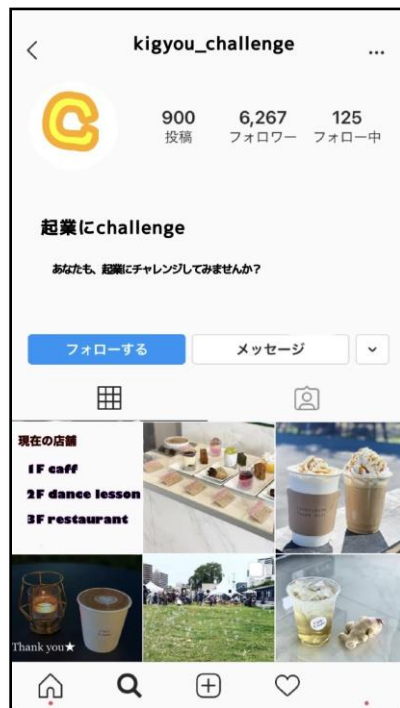 kigyou_challenge
900
6,267
125
投稿
フォロワー
フォロー中
起業にchallenge
あなたも、起業にチャレンジしてみませんか？
フォローする
メッセージ
現在の店舗
1F caff
2F dance lesson
3F restaurant
Thank you★